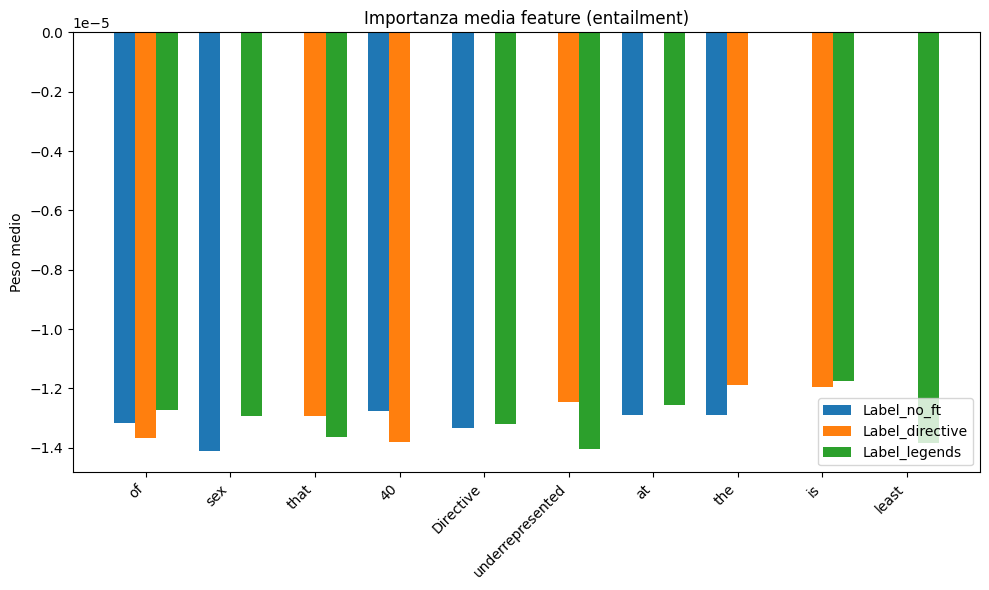 Importanza media feature (entailment)
1e−5
0.0
−0.2
−0.4
−0.6
−0.8
−1.0
−1.2
−1.4
Peso medio
of
sex
that
40
Directive
underrepresented
at
the
is
least
Label_no_ft
Label_directive
Label_legends